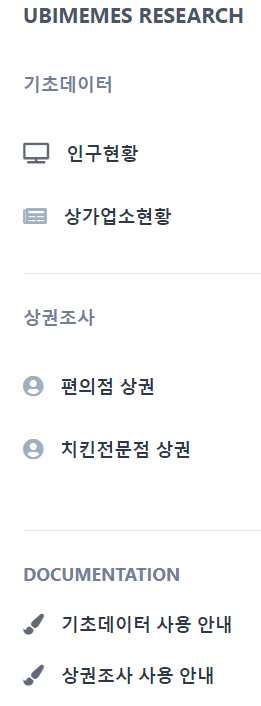 UBIMEMES RESEARCH
기초데이터
인구현황
상가업소현황
상권조사
편의점 상권
치킨전문점 상권
DOCUMENTATION
기초데이터 사용 안내
상권조사 사용 안내